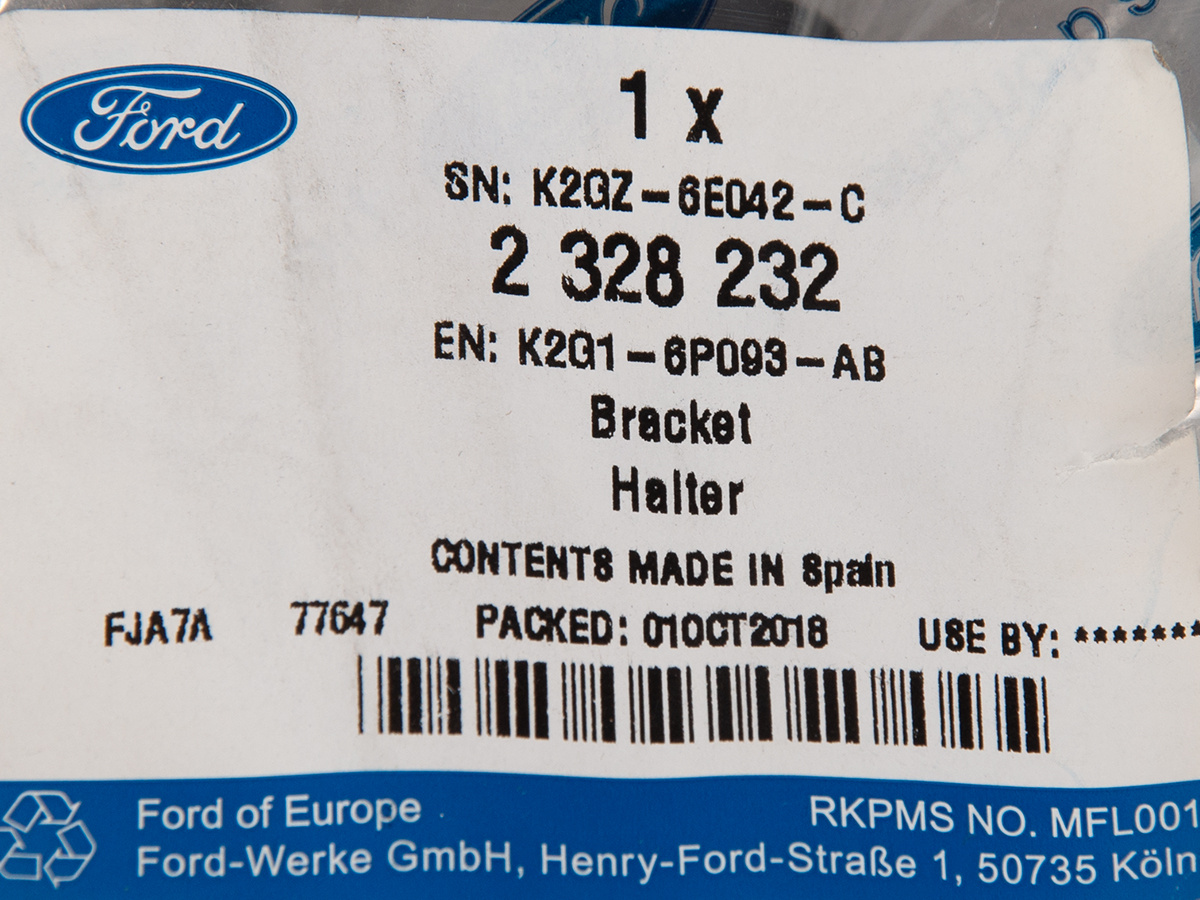 Ford
1 x
SN: K2GZ-6E042-C
2 328 232
EN: K2G1-6P093-AB
Bracket
Halter
CONTENTS MADE IN Spain
FJA7A 77647 PACKED: 01OCT2018 USE BY: *******
Ford of Europe RKPMS NO. MFL001
Ford-Werke GmbH, Henry-Ford-Straße 1, 50735 Köln